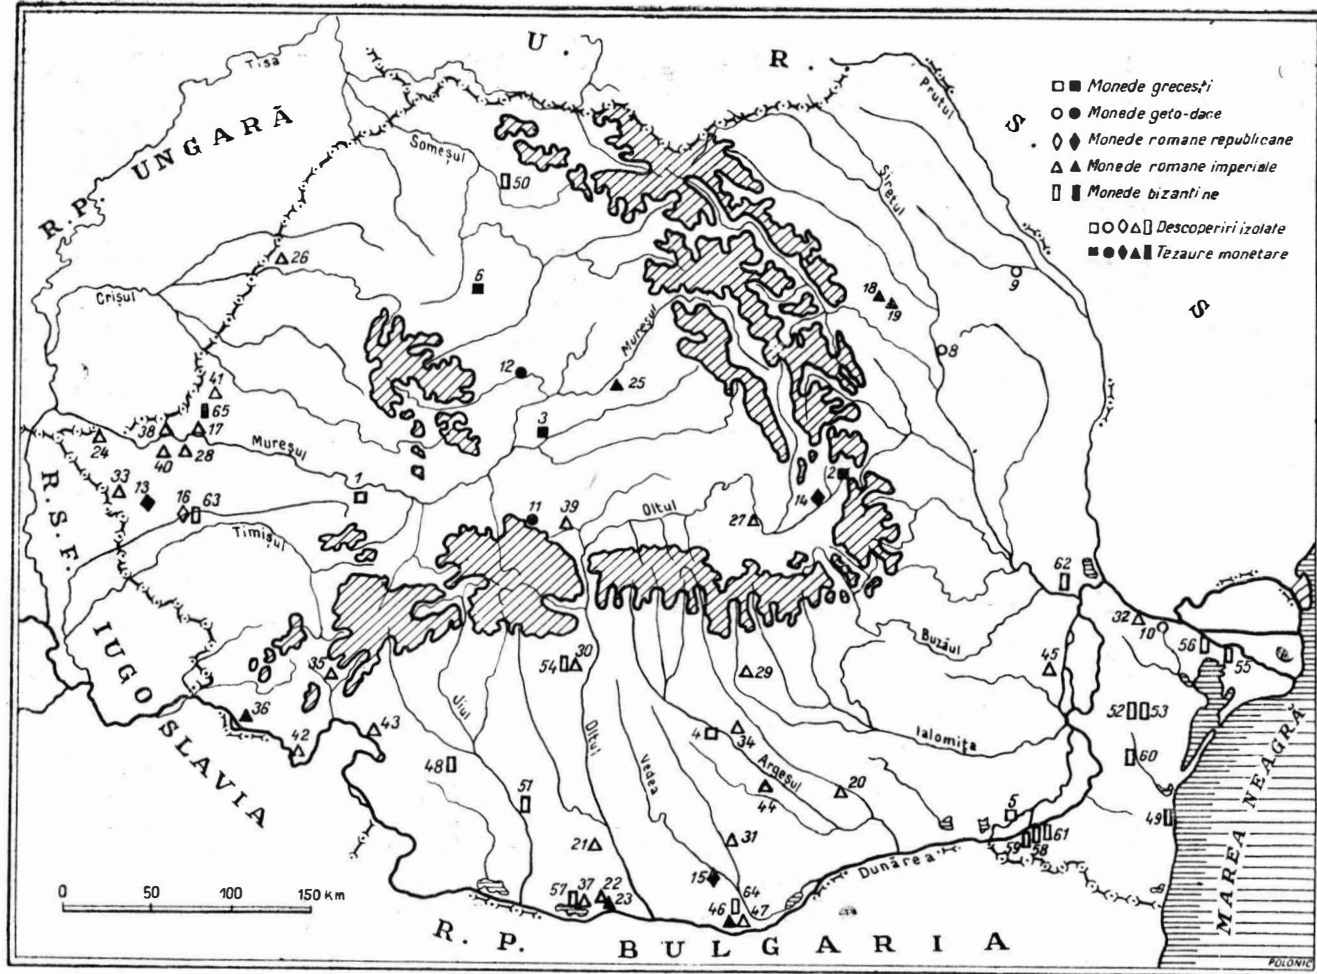 U. R. S. S
Tisa
R.P. UNGARĂ
Someșul
Prutul
Siretul
□ ■ Monede grecești
○ ● Monede geto-dace
◇ ◆ Monede romane republicane
△ ▲ Monede romane imperiale
▯ ▮ Monede bizantine
□ ○ ◇ △ ▯ Descoperiri izolate
■ ● ◆ ▲ ▮ Tezaure monetare
50
26
6
9
Crișul
18
19
Mureșul
8
12
25
41
65
3
38
17
24
40
28
Mureșul
33
13
16
63
1
2
14
11
39
Oltul
27
Timișul
R.S.F. IUGOSLAVIA
62
32
10
56
55
Buzăul
35
54
30
29
45
36
Jiul
Oltul
52
53
42
43
4
34
Ialomița
Vedea
Argeșul
60
48
44
20
51
5
49
21
31
59
58
61
Dunărea
0 50 100 150 Km
57
37
22
23
15
64
46
47
R. P. BULGARIA
MAREA NEAGRĂ
POLONIC